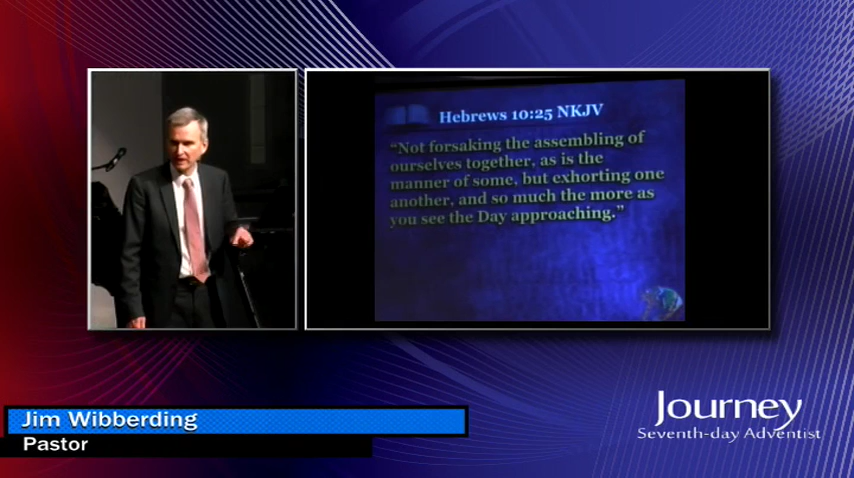 Hebrews 10:25 NKJV
“Not forsaking the assembling of
ourselves together, as is the
manner of some, but exhorting one
another, and so much the more as
you see the Day approaching.”
Jim Wibberding
Pastor
Journey
Seventh-day Adventist